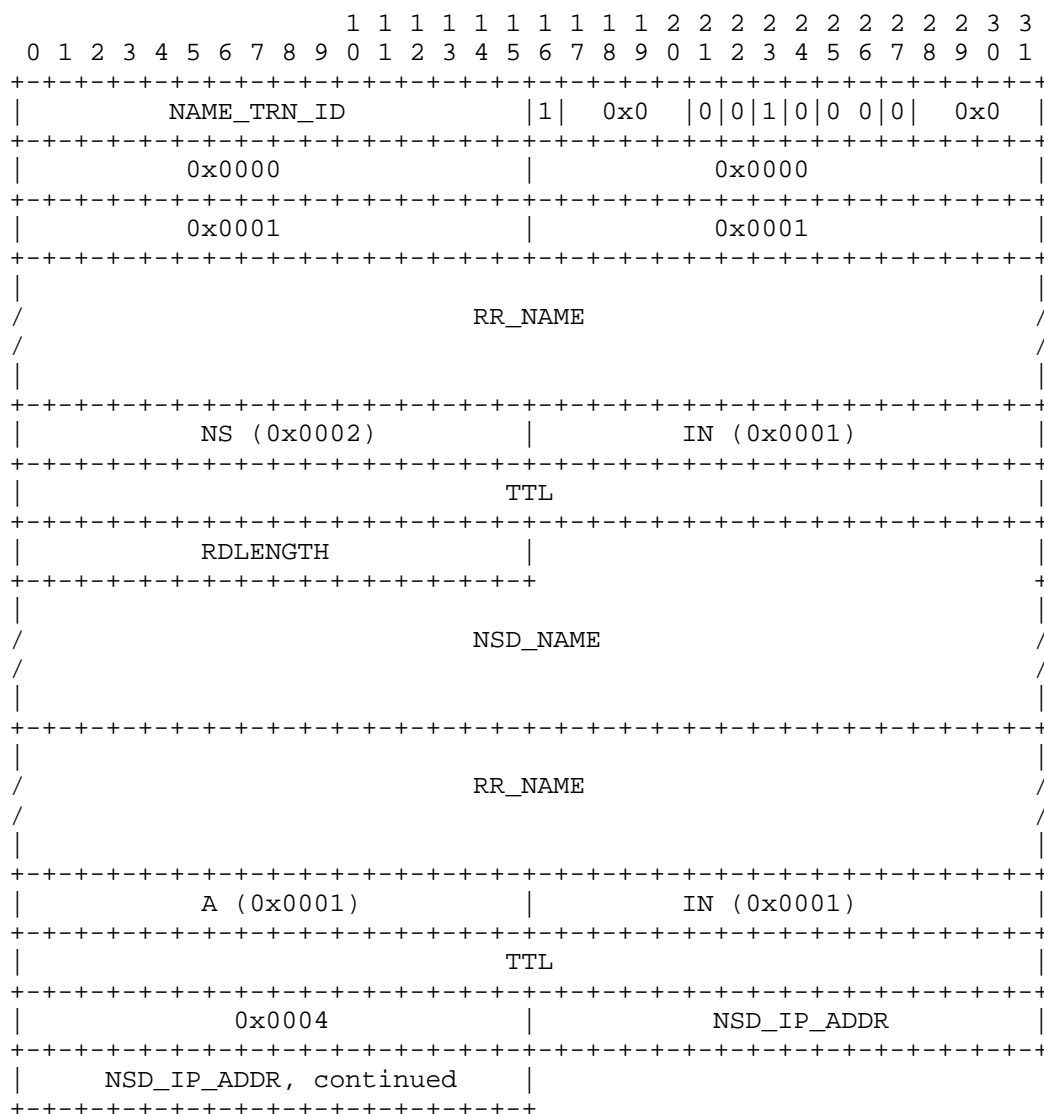 1 1 1 1 1 1 1 1 1 1 2 2 2 2 2 2 2 2 2 2 3 3
 0 1 2 3 4 5 6 7 8 9 0 1 2 3 4 5 6 7 8 9 0 1 2 3 4 5 6 7 8 9 0 1
+-+-+-+-+-+-+-+-+-+-+-+-+-+-+-+-+-+-+-+-+-+-+-+-+-+-+-+-+-+-+-+-+
|         NAME_TRN_ID           |1|  0x0  |0|0|1|0|0 0|0|  0x0  |
+-+-+-+-+-+-+-+-+-+-+-+-+-+-+-+-+-+-+-+-+-+-+-+-+-+-+-+-+-+-+-+-+
|          0x0000               |           0x0000              |
+-+-+-+-+-+-+-+-+-+-+-+-+-+-+-+-+-+-+-+-+-+-+-+-+-+-+-+-+-+-+-+-+
|          0x0001               |           0x0001              |
+-+-+-+-+-+-+-+-+-+-+-+-+-+-+-+-+-+-+-+-+-+-+-+-+-+-+-+-+-+-+-+-+
|                                                               |
/                            RR_NAME                            /
/                                                               /
|                                                               |
+-+-+-+-+-+-+-+-+-+-+-+-+-+-+-+-+-+-+-+-+-+-+-+-+-+-+-+-+-+-+-+-+
|           NS (0x0002)         |         IN (0x0001)           |
+-+-+-+-+-+-+-+-+-+-+-+-+-+-+-+-+-+-+-+-+-+-+-+-+-+-+-+-+-+-+-+-+
|                              TTL                              |
+-+-+-+-+-+-+-+-+-+-+-+-+-+-+-+-+-+-+-+-+-+-+-+-+-+-+-+-+-+-+-+-+
|           RDLENGTH            |                               |
+-+-+-+-+-+-+-+-+-+-+-+-+-+-+-+-+                               +
|                                                               |
/                            NSD_NAME                           /
/                                                               /
|                                                               |
+-+-+-+-+-+-+-+-+-+-+-+-+-+-+-+-+-+-+-+-+-+-+-+-+-+-+-+-+-+-+-+-+
|                                                               |
/                            RR_NAME                            /
/                                                               /
|                                                               |
+-+-+-+-+-+-+-+-+-+-+-+-+-+-+-+-+-+-+-+-+-+-+-+-+-+-+-+-+-+-+-+-+
|           A (0x0001)          |         IN (0x0001)           |
+-+-+-+-+-+-+-+-+-+-+-+-+-+-+-+-+-+-+-+-+-+-+-+-+-+-+-+-+-+-+-+-+
|                              TTL                              |
+-+-+-+-+-+-+-+-+-+-+-+-+-+-+-+-+-+-+-+-+-+-+-+-+-+-+-+-+-+-+-+-+
|             0x0004            |           NSD_IP_ADDR         |
+-+-+-+-+-+-+-+-+-+-+-+-+-+-+-+-+-+-+-+-+-+-+-+-+-+-+-+-+-+-+-+-+
|     NSD_IP_ADDR, continued    |
+-+-+-+-+-+-+-+-+-+-+-+-+-+-+-+-+